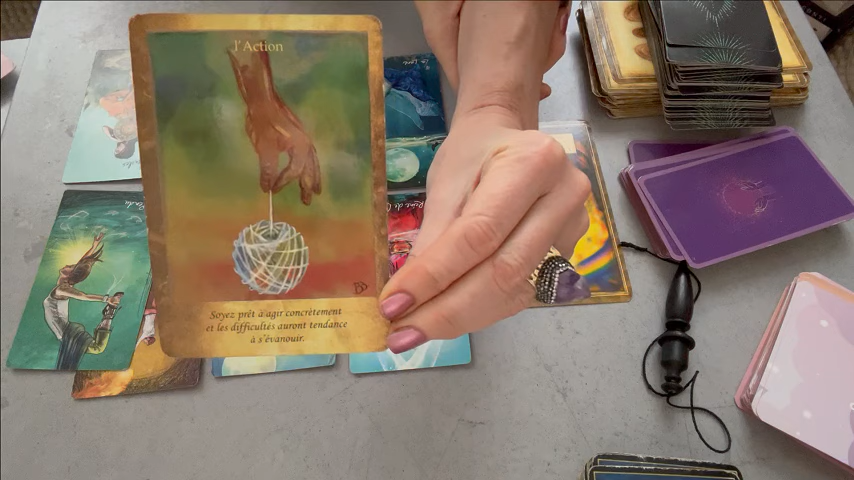 l'Action
Soyez prêt à agir concrètement
et les difficultés auront tendance
à s'évanouir.